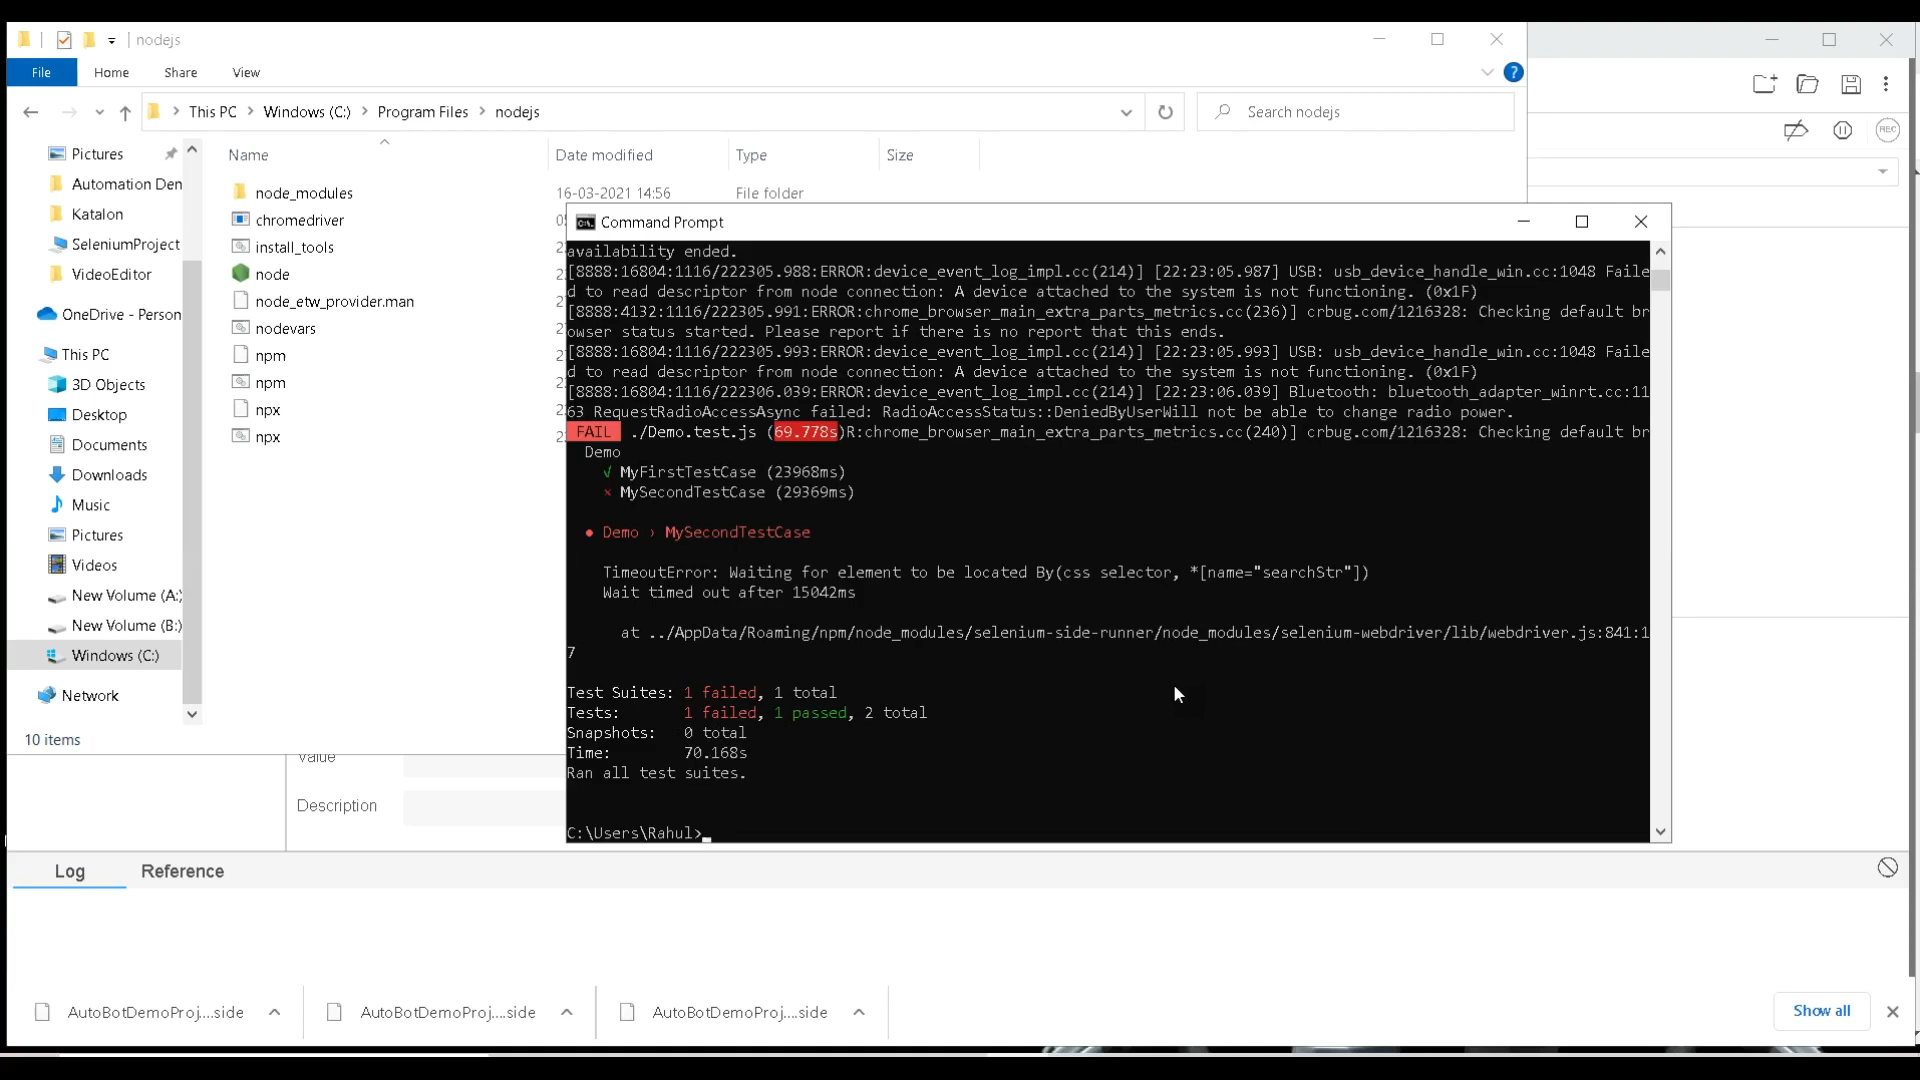 nodejs
File Home Share View
This PC > Windows (C:) > Program Files > nodejs
Search nodejs
REC
Name Date modified Type Size
Pictures
Automation Den
Katalon
SeleniumProject
VideoEditor
OneDrive - Person
This PC
3D Objects
Desktop
Documents
Downloads
Music
Pictures
Videos
New Volume (A:)
New Volume (B:)
Windows (C:)
Network
10 items
node_modules 16-03-2021 14:56 File folder
chromedriver
install_tools
node
node_etw_provider.man
nodevars
npm
npm
npx
npx
Command Prompt
availability ended.
[8888:16804:1116/222305.988:ERROR:device_event_log_impl.cc(214)] [22:23:05.987] USB: usb_device_handle_win.cc:1048 Faile
d to read descriptor from node connection: A device attached to the system is not functioning. (0x1F)
[8888:4132:1116/222305.991:ERROR:chrome_browser_main_extra_parts_metrics.cc(236)] crbug.com/1216328: Checking default br
owser status started. Please report if there is no report that this ends.
[8888:16804:1116/222305.993:ERROR:device_event_log_impl.cc(214)] [22:23:05.993] USB: usb_device_handle_win.cc:1048 Faile
d to read descriptor from node connection: A device attached to the system is not functioning. (0x1F)
[8888:16804:1116/222306.039:ERROR:device_event_log_impl.cc(214)] [22:23:06.039] Bluetooth: bluetooth_adapter_winrt.cc:11
63 RequestRadioAccessAsync failed: RadioAccessStatus::DeniedByUserWill not be able to change radio power.
FAIL ./Demo.test.js (69.778s)R:chrome_browser_main_extra_parts_metrics.cc(240)] crbug.com/1216328: Checking default br
Demo
√ MyFirstTestCase (23968ms)
× MySecondTestCase (29369ms)
● Demo › MySecondTestCase
TimeoutError: Waiting for element to be located By(css selector, *[name="searchStr"])
Wait timed out after 15042ms
at ../AppData/Roaming/npm/node_modules/selenium-side-runner/node_modules/selenium-webdriver/lib/webdriver.js:841:1
7
Test Suites: 1 failed, 1 total
Tests: 1 failed, 1 passed, 2 total
Snapshots: 0 total
Time: 70.168s
Ran all test suites.
C:\Users\Rahul>
Value
Description
Log Reference
AutoBotDemoProj....side AutoBotDemoProj....side AutoBotDemoProj....side
Show all